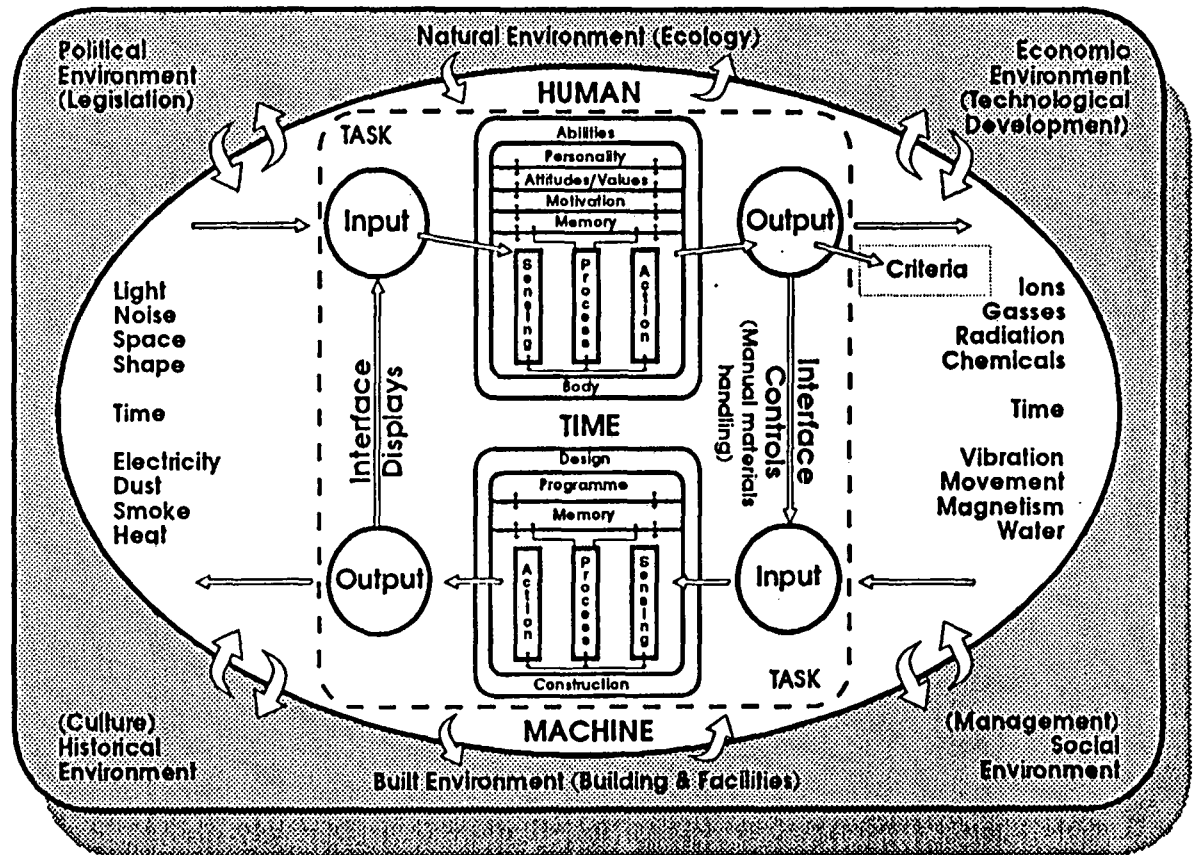 Political
Environment
(Legislation)
Natural Environment (Ecology)
Economic
Environment
(Technological
Development)
HUMAN
TASK
Abilities
Personality
Attitudes/Values
Motivation
Memory
Input
Output
Sensing
Process
Action
Criteria
Body
Light
Noise
Space
Shape
Time
Electricity
Dust
Smoke
Heat
Interface
Displays
TIME
Interface
Controls
(Manual materials
handling)
Ions
Gasses
Radiation
Chemicals
Time
Vibration
Movement
Magnetism
Water
Design
Programme
Memory
Output
Action
Process
Sensing
Input
Construction
TASK
MACHINE
(Culture)
Historical
Environment
Built Environment (Building & Facilities)
(Management)
Social
Environment